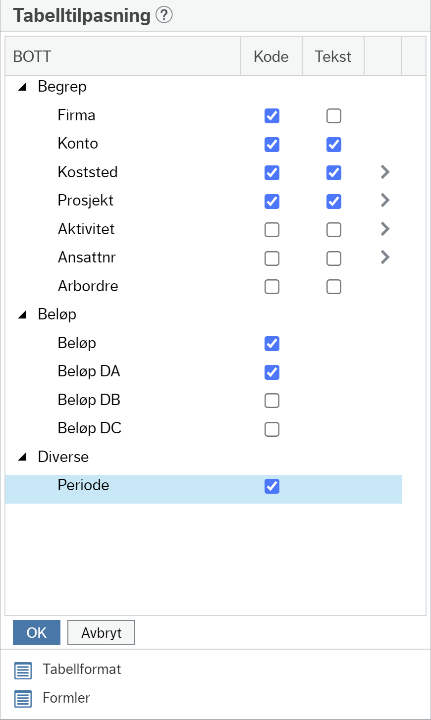 Tabelltilpasning ?
BOTT Kode Tekst
Begrep
Firma
Konto
Koststed
Prosjekt
Aktivitet
Ansattnr
Arbordre
Beløp
Beløp
Beløp DA
Beløp DB
Beløp DC
Diverse
Periode
OK Avbryt
Tabellformat
Formler